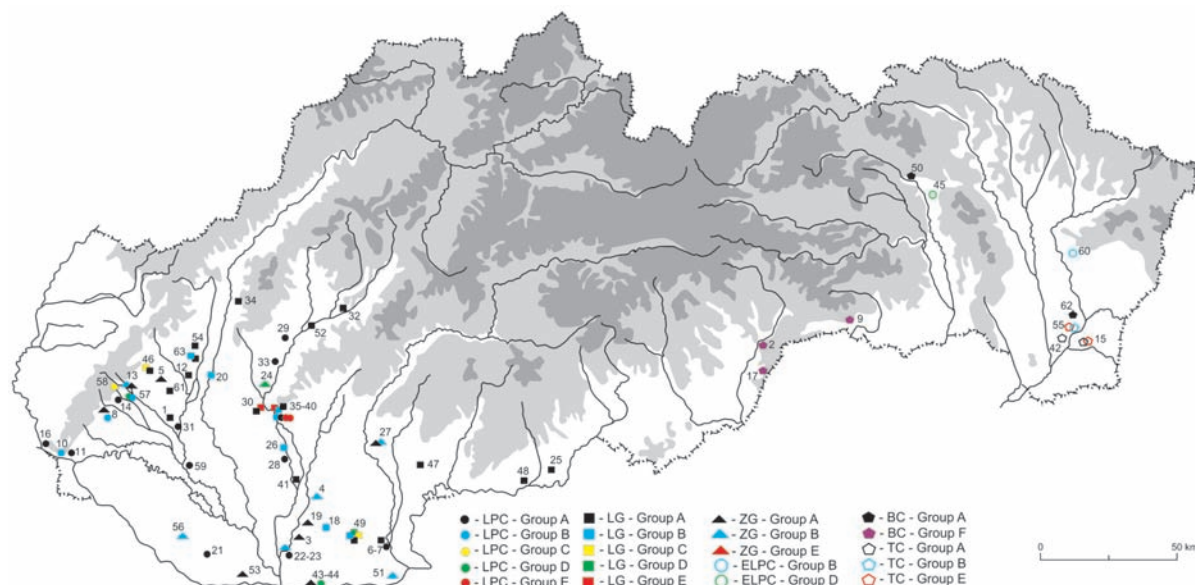 50
45
60
34
32
29
52
62
9
55
54
33
2
15
42
63
46
5
12
24
20
17
58
13
61
57
30
35-40
14
8
1
31
27
16
10
11
26
28
47
25
59
41
48
4
56
19
18
49
3
21
22-23
6-7
53
43-44
51
- LPC - Group A
- LPC - Group B
- LPC - Group C
- LPC - Group D
- LPC - Group E
- LG - Group A
- LG - Group B
- LG - Group C
- LG - Group D
- LG - Group E
- ZG - Group A
- ZG - Group B
- ZG - Group E
- ELPC - Group B
- ELPC - Group D
- BC - Group A
- BC - Group F
- TC - Group A
- TC - Group B
- TC - Group E
0 50 km